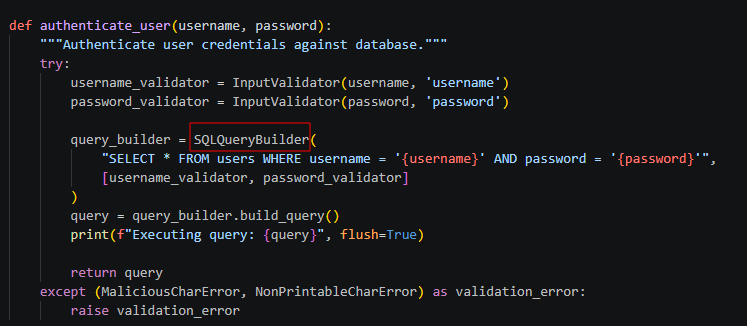 def authenticate_user(username, password):
    """Authenticate user credentials against database."""
    try:
        username_validator = InputValidator(username, 'username')
        password_validator = InputValidator(password, 'password')

        query_builder = SQLQueryBuilder(
            "SELECT * FROM users WHERE username = '{username}' AND password = '{password}'",
            [username_validator, password_validator]
        )
        query = query_builder.build_query()
        print(f"Executing query: {query}", flush=True)

        return query
    except (MaliciousCharError, NonPrintableCharError) as validation_error:
        raise validation_error